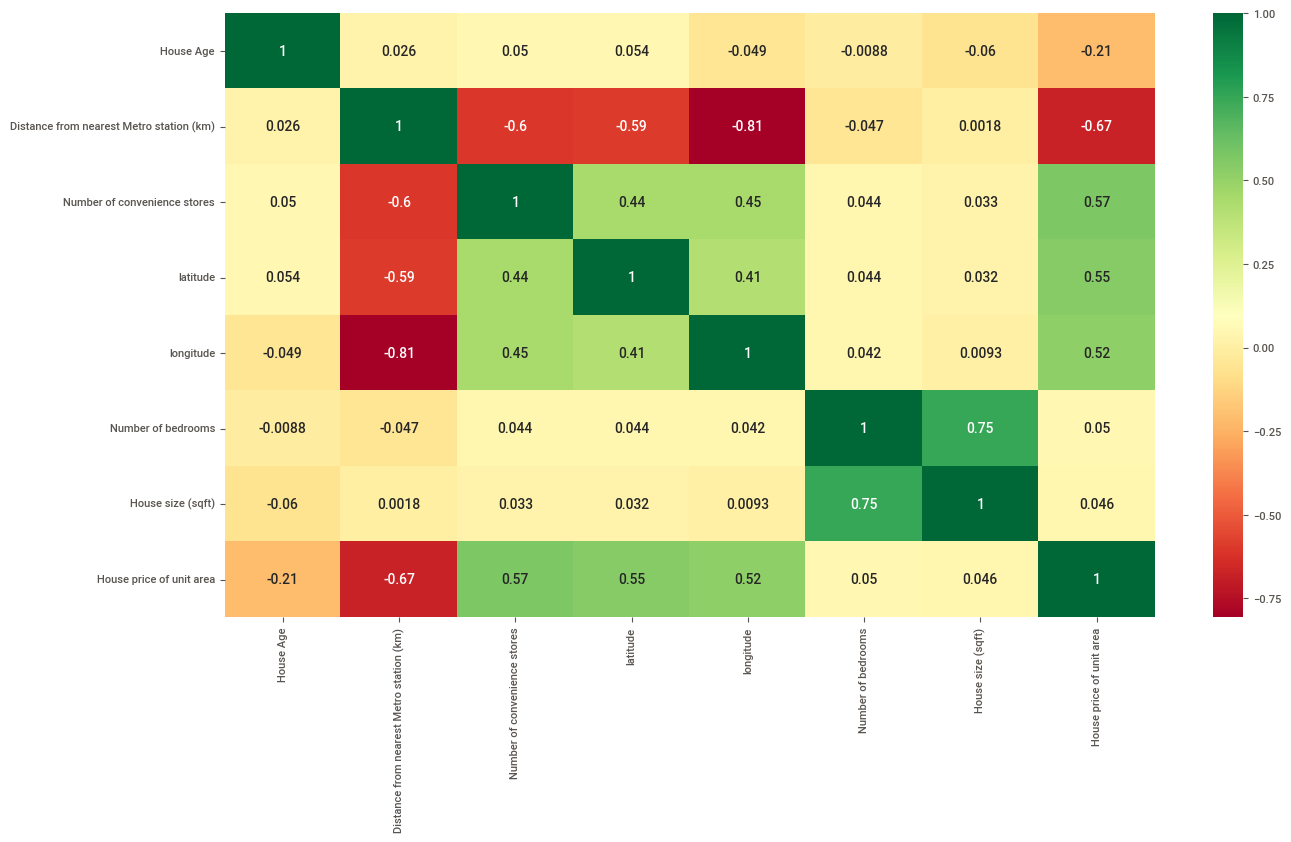 House Age 1 0.026 0.05 0.054 -0.049 -0.0088 -0.06 -0.21
Distance from nearest Metro station (km) 0.026 1 -0.6 -0.59 -0.81 -0.047 0.0018 -0.67
Number of convenience stores 0.05 -0.6 1 0.44 0.45 0.044 0.033 0.57
latitude 0.054 -0.59 0.44 1 0.41 0.044 0.032 0.55
longitude -0.049 -0.81 0.45 0.41 1 0.042 0.0093 0.52
Number of bedrooms -0.0088 -0.047 0.044 0.044 0.042 1 0.75 0.05
House size (sqft) -0.06 0.0018 0.033 0.032 0.0093 0.75 1 0.046
House price of unit area -0.21 -0.67 0.57 0.55 0.52 0.05 0.046 1
House Age
Distance from nearest Metro station (km)
Number of convenience stores
latitude
longitude
Number of bedrooms
House size (sqft)
House price of unit area
1.00
0.75
0.50
0.25
0.00
−0.25
−0.50
−0.75